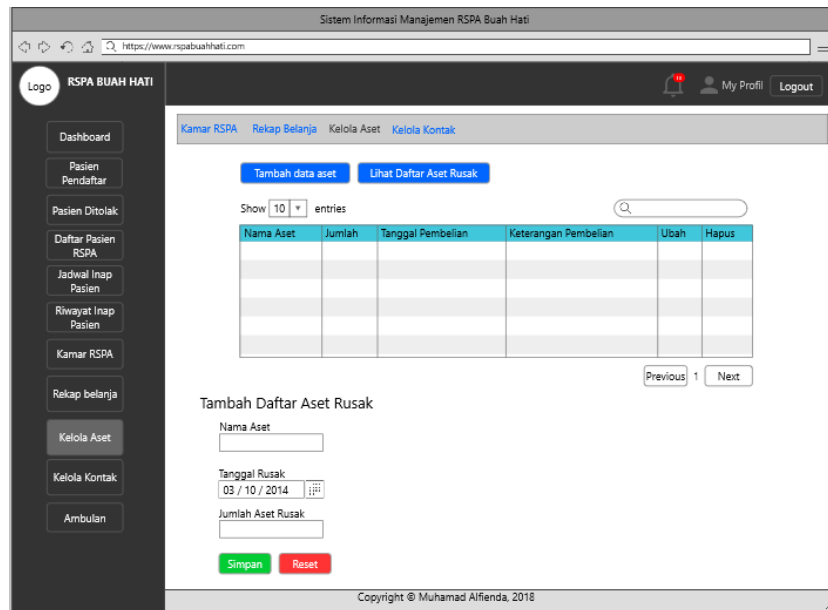 Sistem Informasi Manajemen RSPA Buah Hati
https://www.rspabuahhati.com
Logo
RSPA BUAH HATI
My Profil
Logout
Dashboard
Pasien
Pendaftar
Pasien Ditolak
Daftar Pasien
RSPA
Jadwal Inap
Pasien
Riwayat Inap
Pasien
Kamar RSPA
Rekap belanja
Kelola Aset
Kelola Kontak
Ambulan
Kamar RSPA Rekap Belanja Kelola Aset Kelola Kontak
Tambah data aset Lihat Daftar Aset Rusak
Show 10 entries
Nama Aset Jumlah Tanggal Pembelian Keterangan Pembelian Ubah Hapus
Previous 1 Next
Tambah Daftar Aset Rusak
Nama Aset
Tanggal Rusak
03 / 10 / 2014
Jumlah Aset Rusak
Simpan Reset
Copyright © Muhamad Alfienda, 2018